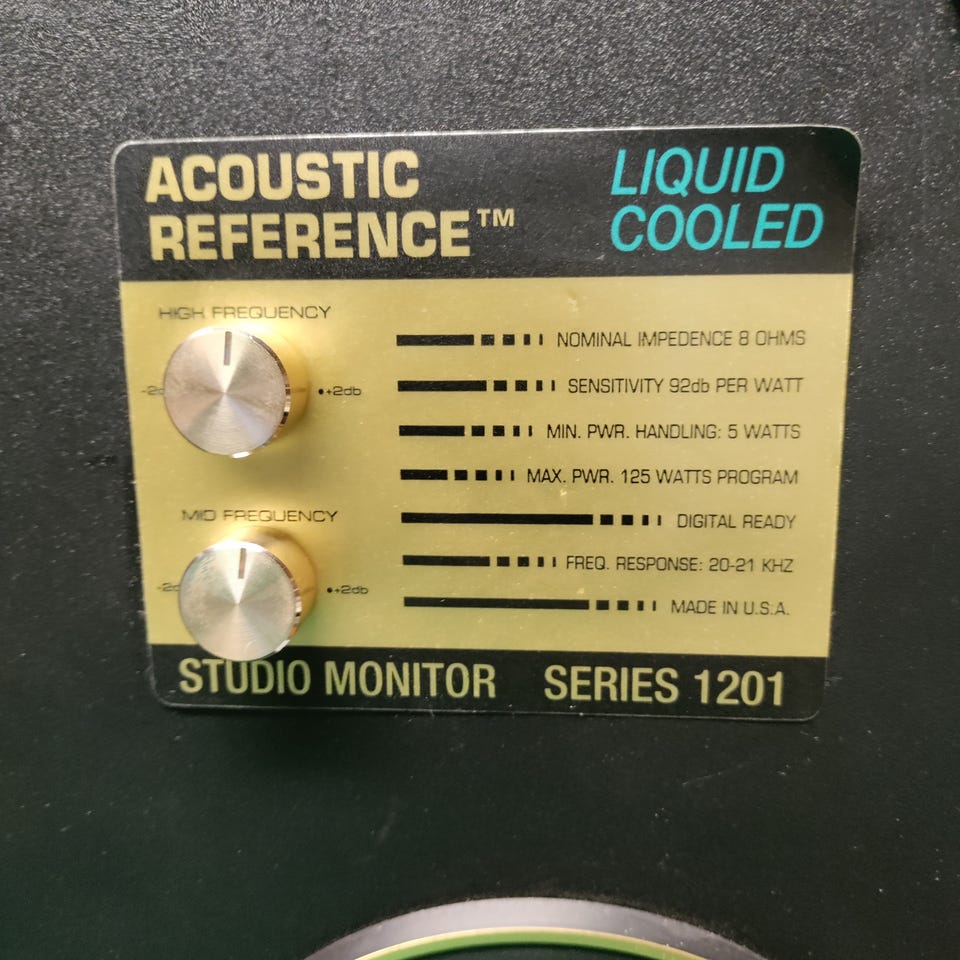 ACOUSTIC
REFERENCE™
LIQUID
COOLED
HIGH FREQUENCY
+2db
NOMINAL IMPEDENCE 8 OHMS
SENSITIVITY 92db PER WATT
MIN. PWR. HANDLING: 5 WATTS
MAX. PWR. 125 WATTS PROGRAM
MID FREQUENCY
+2db
DIGITAL READY
FREQ. RESPONSE: 20-21 KHZ
MADE IN U.S.A.
STUDIO MONITOR SERIES 1201